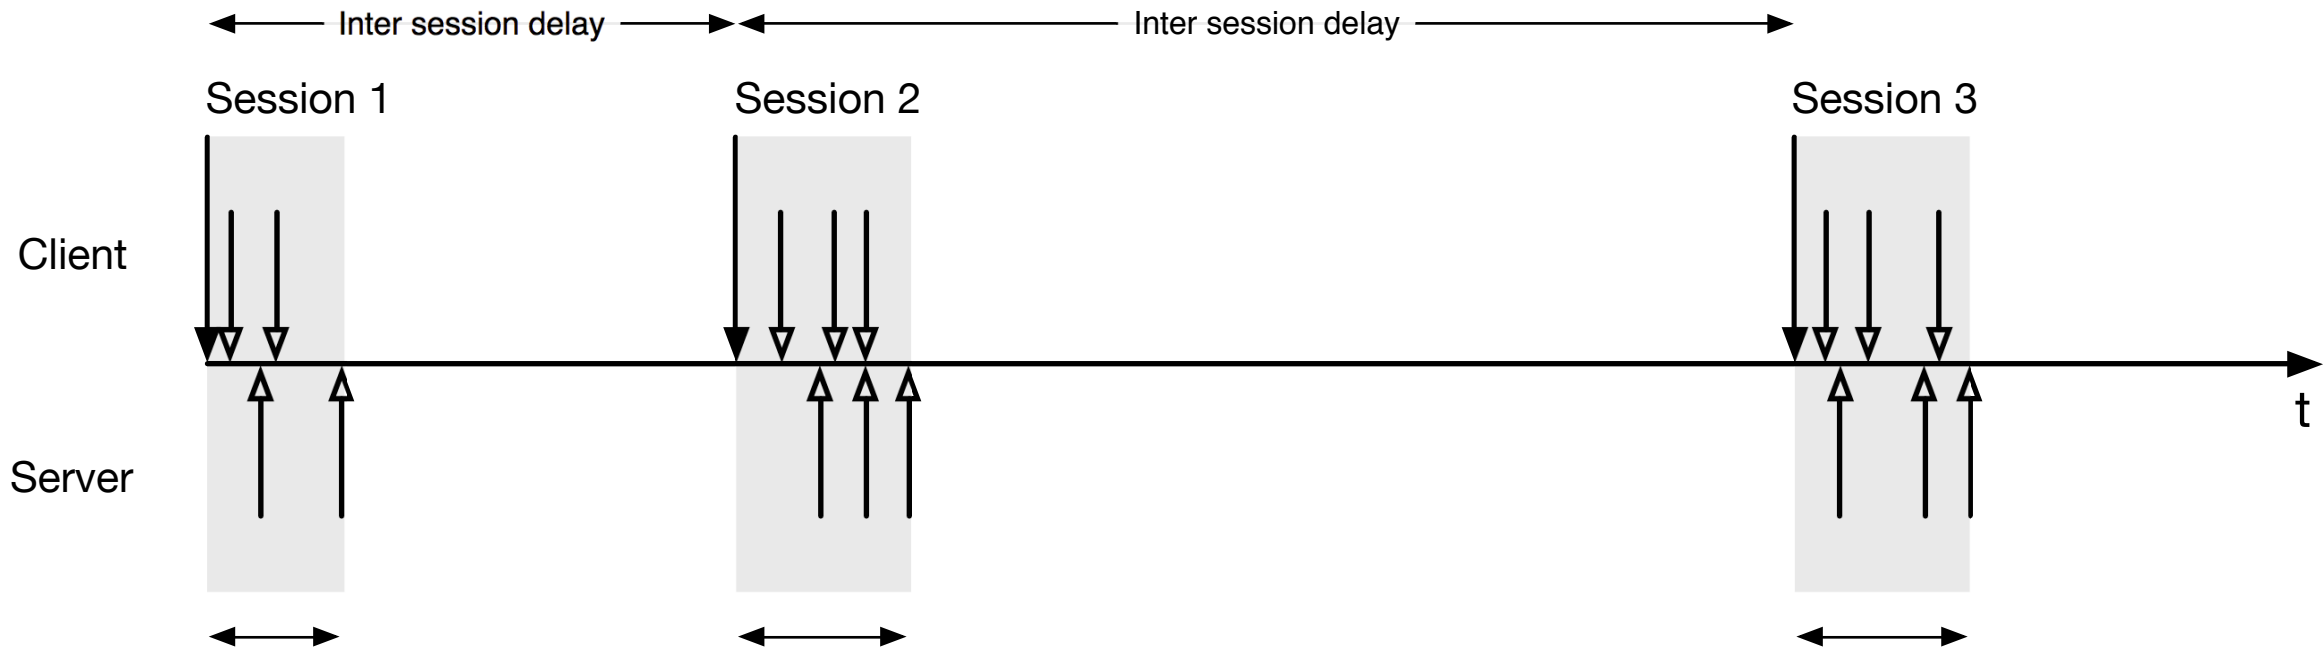 Inter session delay
Inter session delay
Session 1
Session 2
Session 3
Client
t
Server